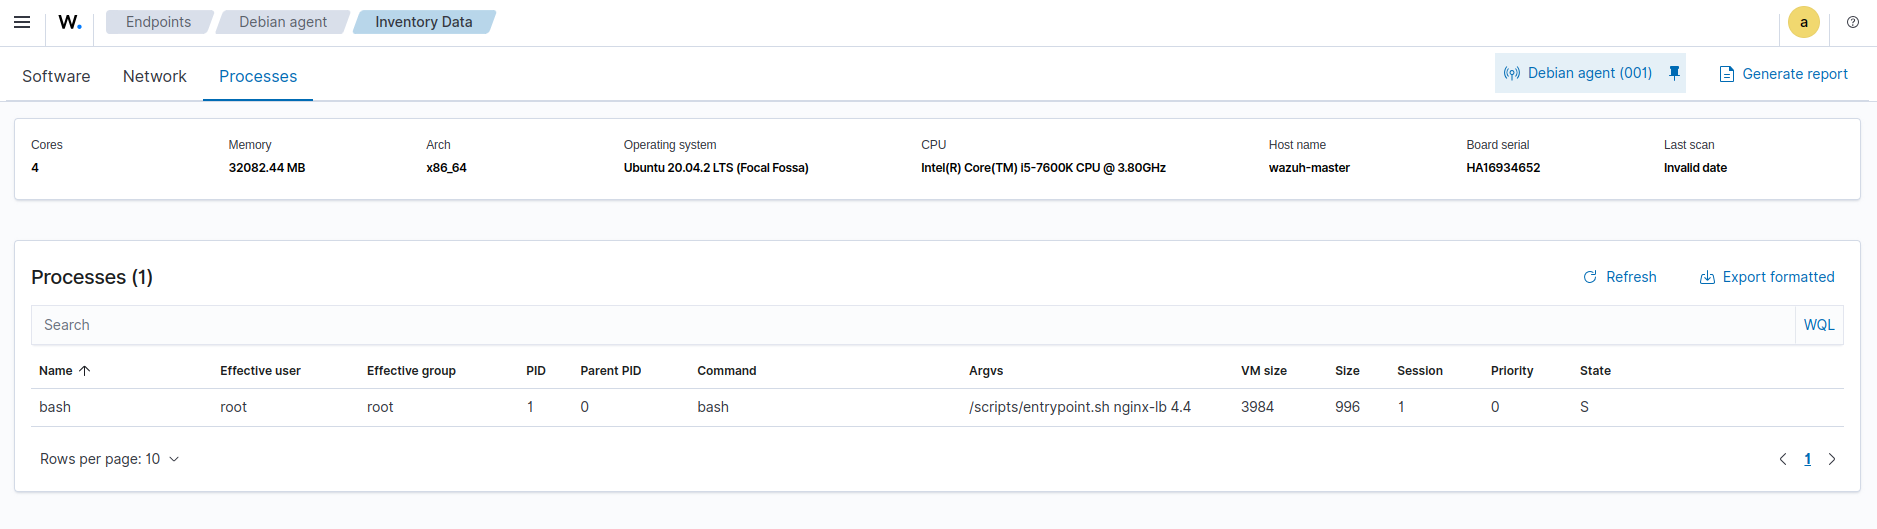 W. Endpoints Debian agent Inventory Data a
Software Network Processes Debian agent (001) Generate report
Cores Memory Arch Operating system CPU Host name Board serial Last scan
4 32082.44 MB x86_64 Ubuntu 20.04.2 LTS (Focal Fossa) Intel(R) Core(TM) i5-7600K CPU @ 3.80GHz wazuh-master HA16934652 Invalid date
Processes (1) Refresh Export formatted
Search WQL
Name Effective user Effective group PID Parent PID Command Argvs VM size Size Session Priority State
bash root root 1 0 bash /scripts/entrypoint.sh nginx-lb 4.4 3984 996 1 0 S
Rows per page: 10 1